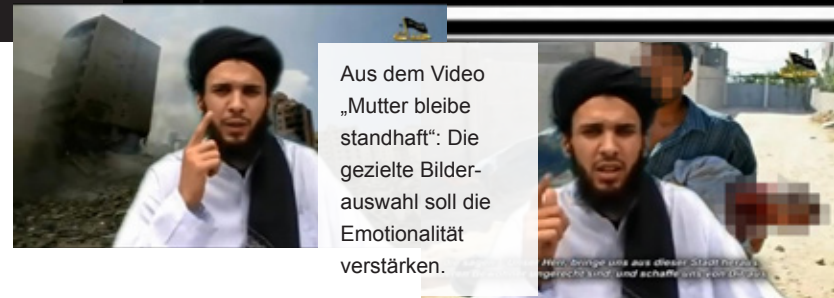 Aus dem Video
„Mutter bleibe
standhaft“: Die
gezielte Bilder-
auswahl soll die
Emotionalität
verstärken.
Herr, bringe uns aus dieser Stadt heraus
ungerecht sind, und schaffe uns von Dir aus